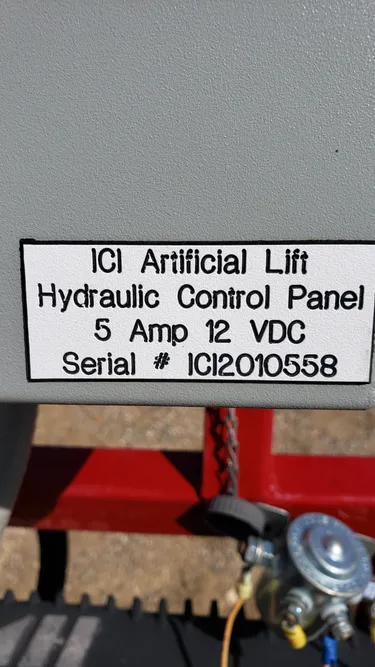 ICI Artificial Lift
Hydraulic Control Panel
5 Amp 12 VDC
Serial # ICI2010558